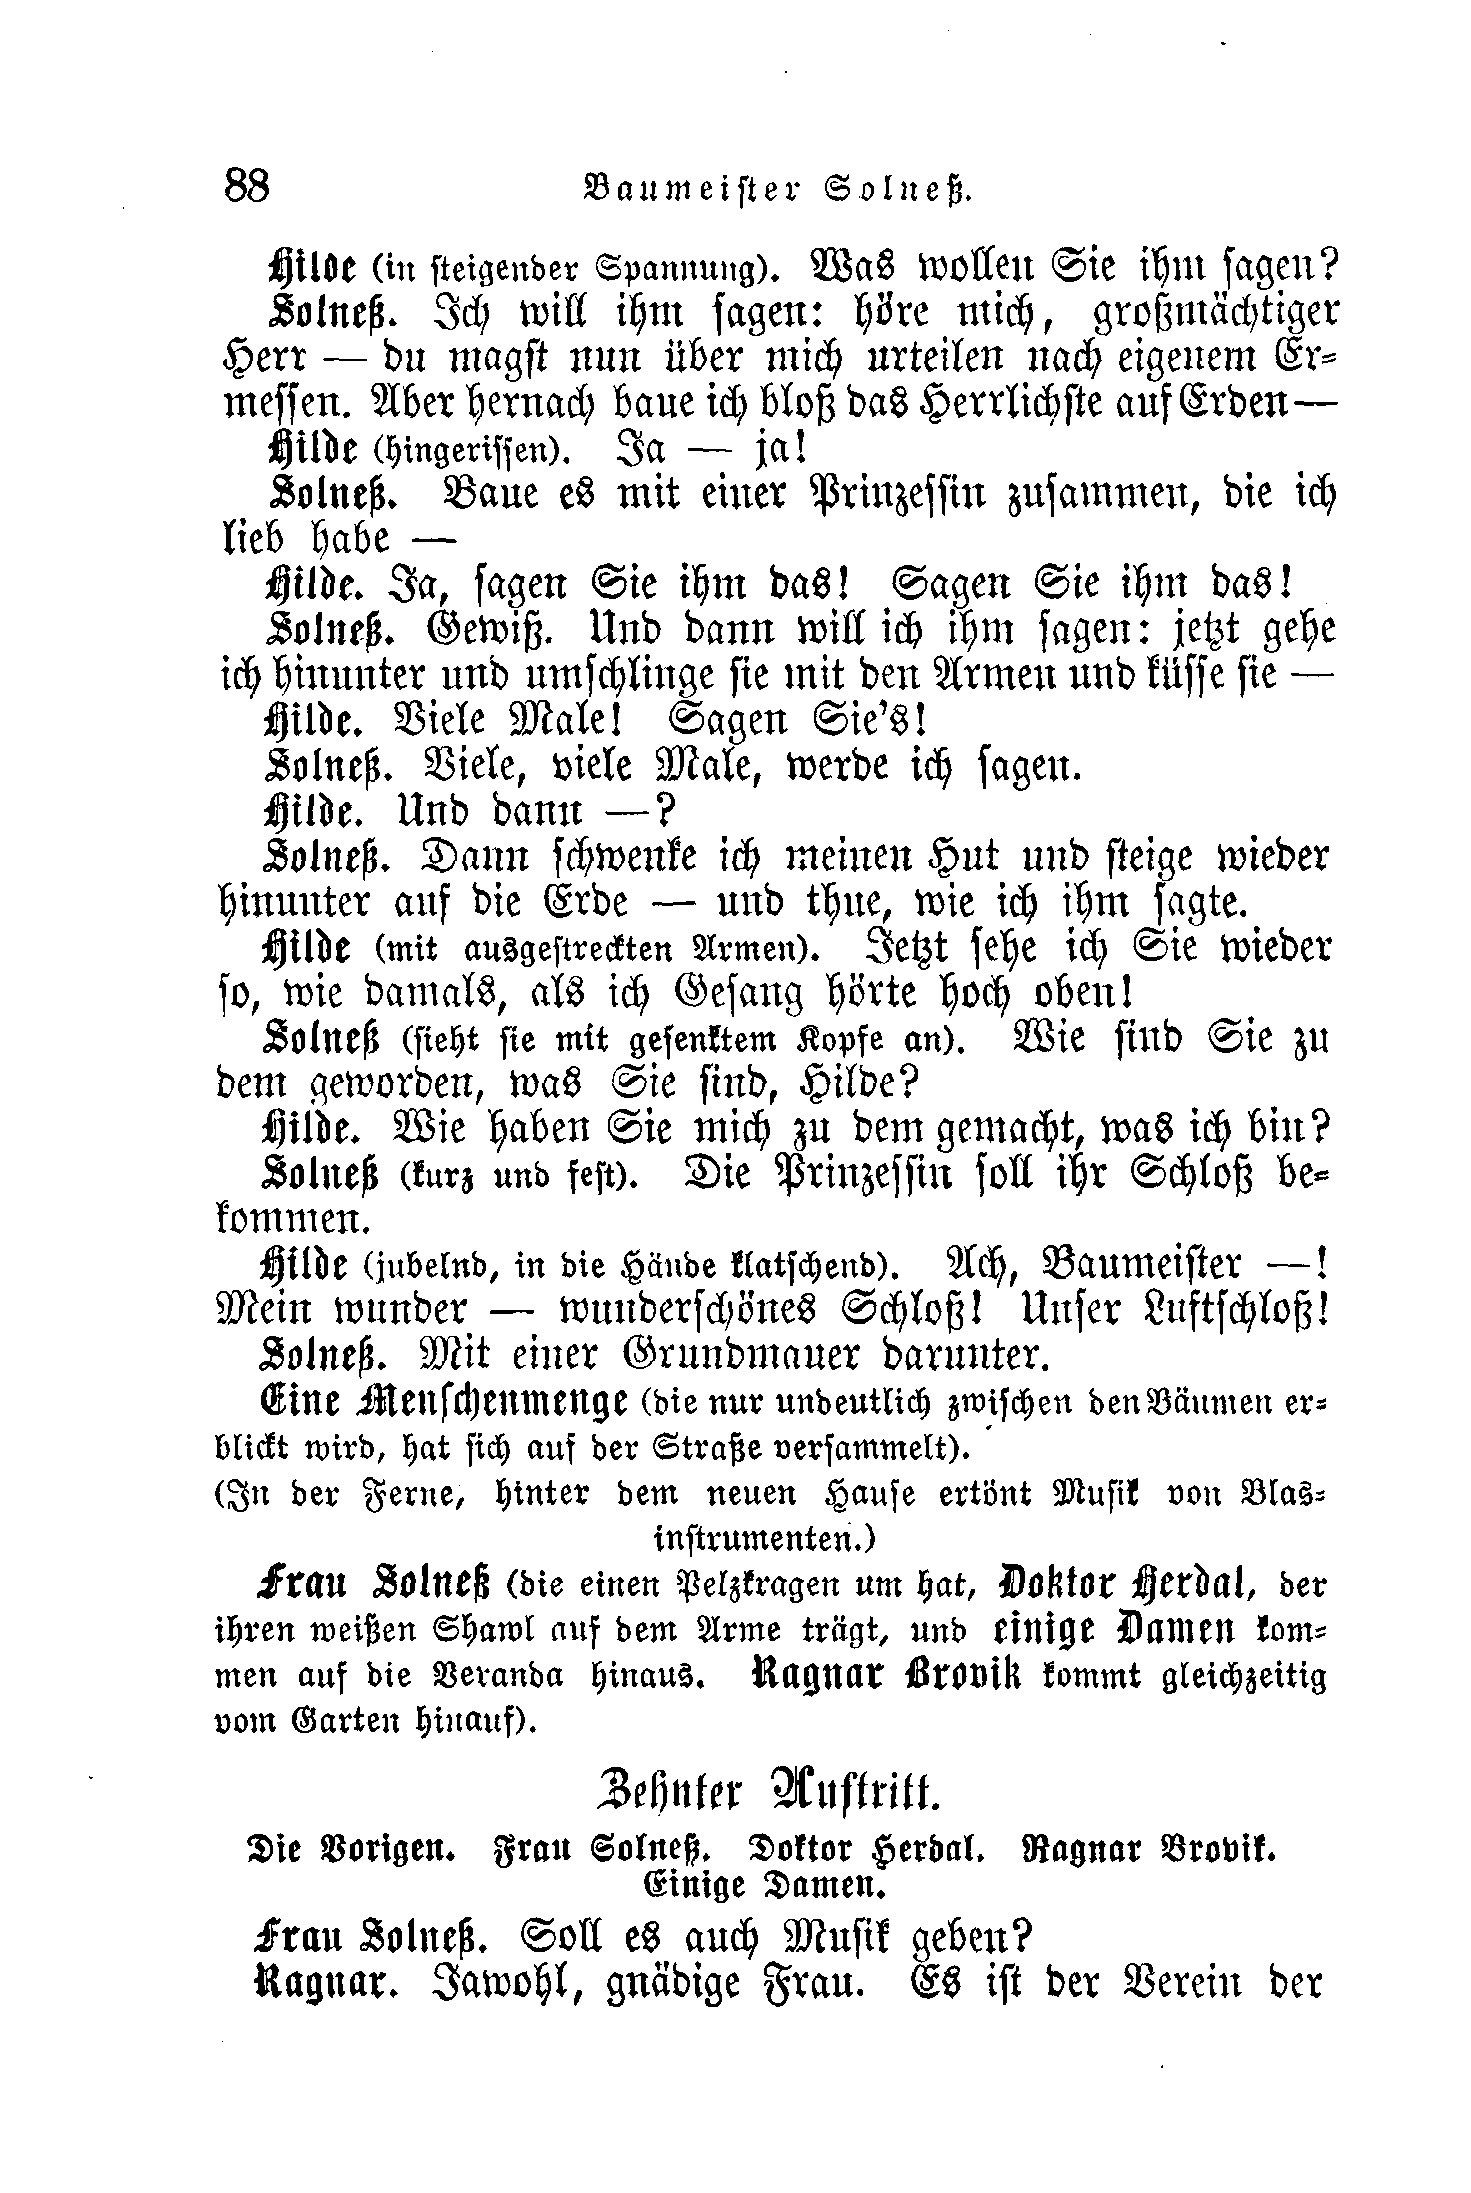 88 Baumeister Solneß.
Hilde (in steigender Spannung). Was wollen Sie ihm sagen?
Solneß. Ich will ihm sagen: höre mich, großmächtiger
Herr — du magst nun über mich urteilen nach eigenem Er-
messen. Aber hernach baue ich bloß das Herrlichste auf Erden—
Hilde (hingerissen). Ja — ja!
Solneß. Baue es mit einer Prinzessin zusammen, die ich
lieb habe —
Hilde. Ja, sagen Sie ihm das! Sagen Sie ihm das!
Solneß. Gewiß. Und dann will ich ihm sagen: jetzt gehe
ich hinunter und umschlinge sie mit den Armen und küsse sie —
Hilde. Viele Male! Sagen Sie's!
Solneß. Viele, viele Male, werde ich sagen.
Hilde. Und dann —?
Solneß. Dann schwenke ich meinen Hut und steige wieder
hinunter auf die Erde — und thue, wie ich ihm sagte.
Hilde (mit ausgestreckten Armen). Jetzt sehe ich Sie wieder
so, wie damals, als ich Gesang hörte hoch oben!
Solneß (sieht sie mit gesenktem Kopfe an). Wie sind Sie zu
dem geworden, was Sie sind, Hilde?
Hilde. Wie haben Sie mich zu dem gemacht, was ich bin?
Solneß (kurz und fest). Die Prinzessin soll ihr Schloß be-
kommen.
Hilde (jubelnd, in die Hände klatschend). Ach, Baumeister —!
Mein wunder — wunderschönes Schloß! Unser Luftschloß!
Solneß. Mit einer Grundmauer darunter.
Eine Menschenmenge (die nur undeutlich zwischen den Bäumen er-
blickt wird, hat sich auf der Straße versammelt).
(In der Ferne, hinter dem neuen Hause ertönt Musik von Blas-
instrumenten.)
Frau Solneß (die einen Pelzkragen um hat, Doktor Herdal, der
ihren weißen Shawl auf dem Arme trägt, und einige Damen kom-
men auf die Veranda hinaus. Ragnar Brovik kommt gleichzeitig
vom Garten hinauf).
Zehnter Auftritt.
Die Vorigen. Frau Solneß. Doktor Herdal. Ragnar Brovik.
Einige Damen.
Frau Solneß. Soll es auch Musik geben?
Ragnar. Jawohl, gnädige Frau. Es ist der Verein der